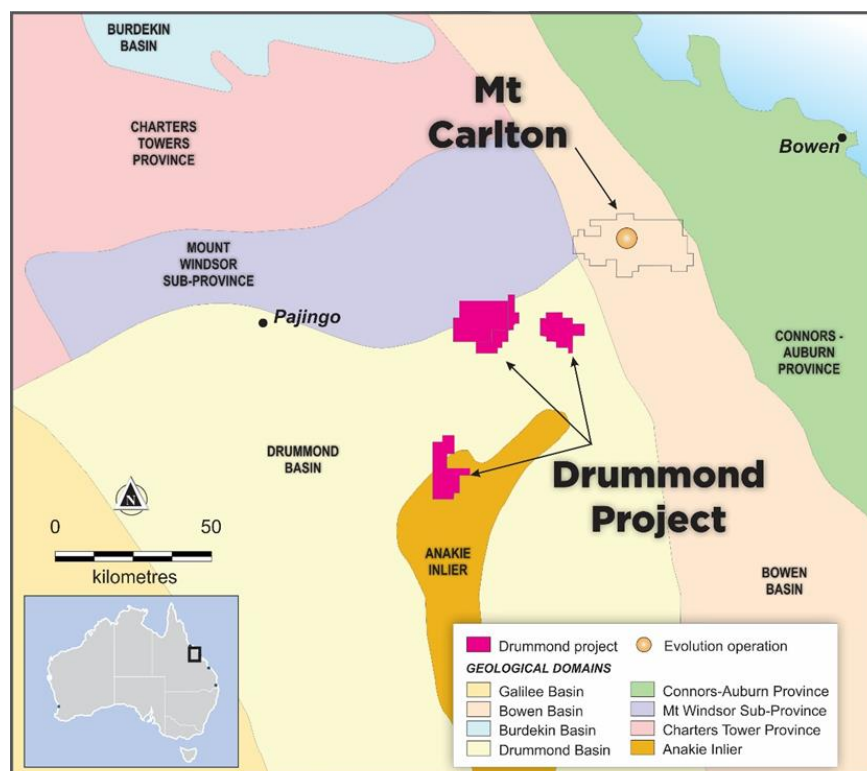 BURDEKIN
BASIN
Mt
Carlton
CHARTERS
TOWERS
PROVINCE
Bowen
MOUNT
WINDSOR
SUB-PROVINCE
Pajingo
CONNORS -
AUBURN
PROVINCE
DRUMMOND
BASIN
Drummond
Project
N
0 50
kilometres
ANAKIE
INLIER
BOWEN
BASIN
Drummond project
Evolution operation
GEOLOGICAL DOMAINS
Galilee Basin
Bowen Basin
Burdekin Basin
Drummond Basin
Connors-Auburn Province
Mt Windsor Sub-Province
Charters Tower Province
Anakie Inlier